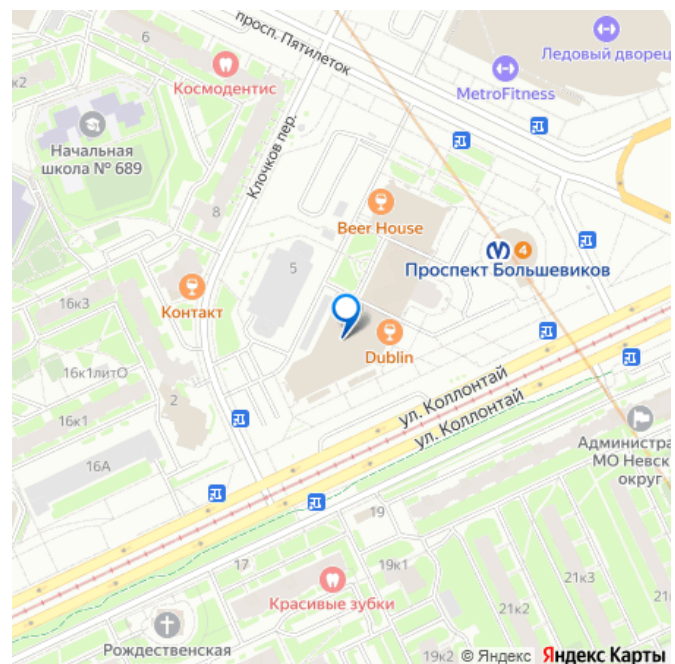 просп. Пятилеток
6
к2
Космодентис
Ледовый дворец
MetroFitness
Начальная
школа № 689
Клочков пер.
8
Beer House
4
Проспект Большевиков
5
16к3
Контакт
Dublin
16к1литО
2
ул. Коллонтай
ул. Коллонтай
16к1
16А
Администра
МО Невск
округ
19
17
19к1
Красивые зубки
21к3
21
21к2
Рождественская
19к2
© Яндекс Яндекс Карты